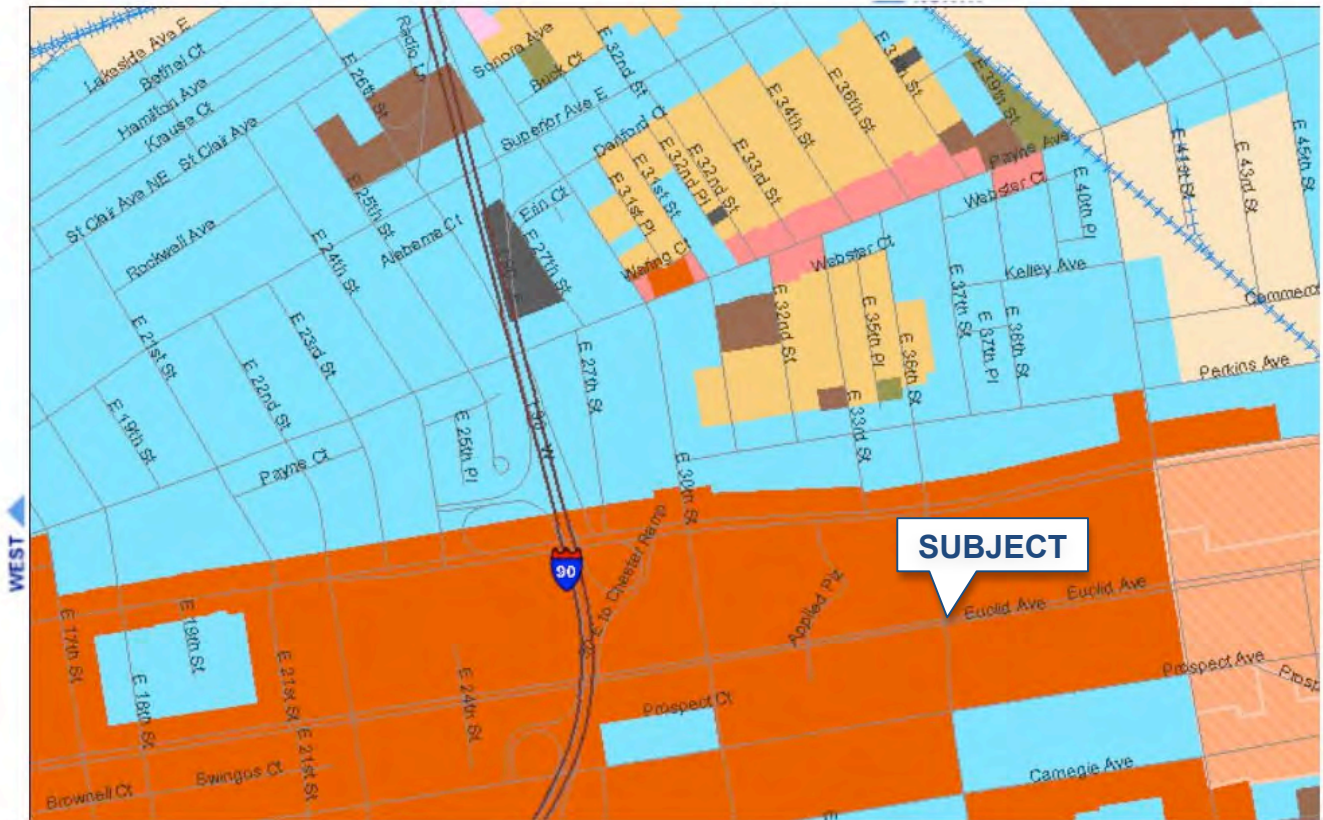 Lakeside Ave E
Bethel Ct
Hamilton Ave
Krause Ct
St Clair Ave NE
St Clair Ave
E 26th St
Sonora Ave
Buck Ct
E 32nd St
Superior Ave E
Danford Ct
E 34th St
E 36th St
E 39th St
Payne Ave
E 41st St
E 43rd St
E 45th St
E 31st Pl
E 31st St
E 32nd Pl
E 32nd St
E 33rd St
Webster Ct
E 40th Pl
Rockwell Ave
E 25th St
E 24th St
Alabama Ct
Erin Ct
E 27th St
Waring Ct
Webster Ct
Kelley Ave
E 21st St
E 22nd St
E 23rd St
E 32nd St
E 35th Pl
E 36th St
E 37th St
E 37th Pl
E 38th St
Perkins Ave
E 19th St
Payne Ct
E 25th Pl
E 27th St
E 30th St
E 33rd St
WEST
SUBJECT
90
E to Chester Ramp
Applied Plz
Euclid Ave
Euclid Ave
E 17th St
E 18th St
E 19th St
E 21st St
E 21st St
E 24th St
Prospect Ct
Prospect Ave
Brownell Ct
Swingos Ct
Carnegie Ave